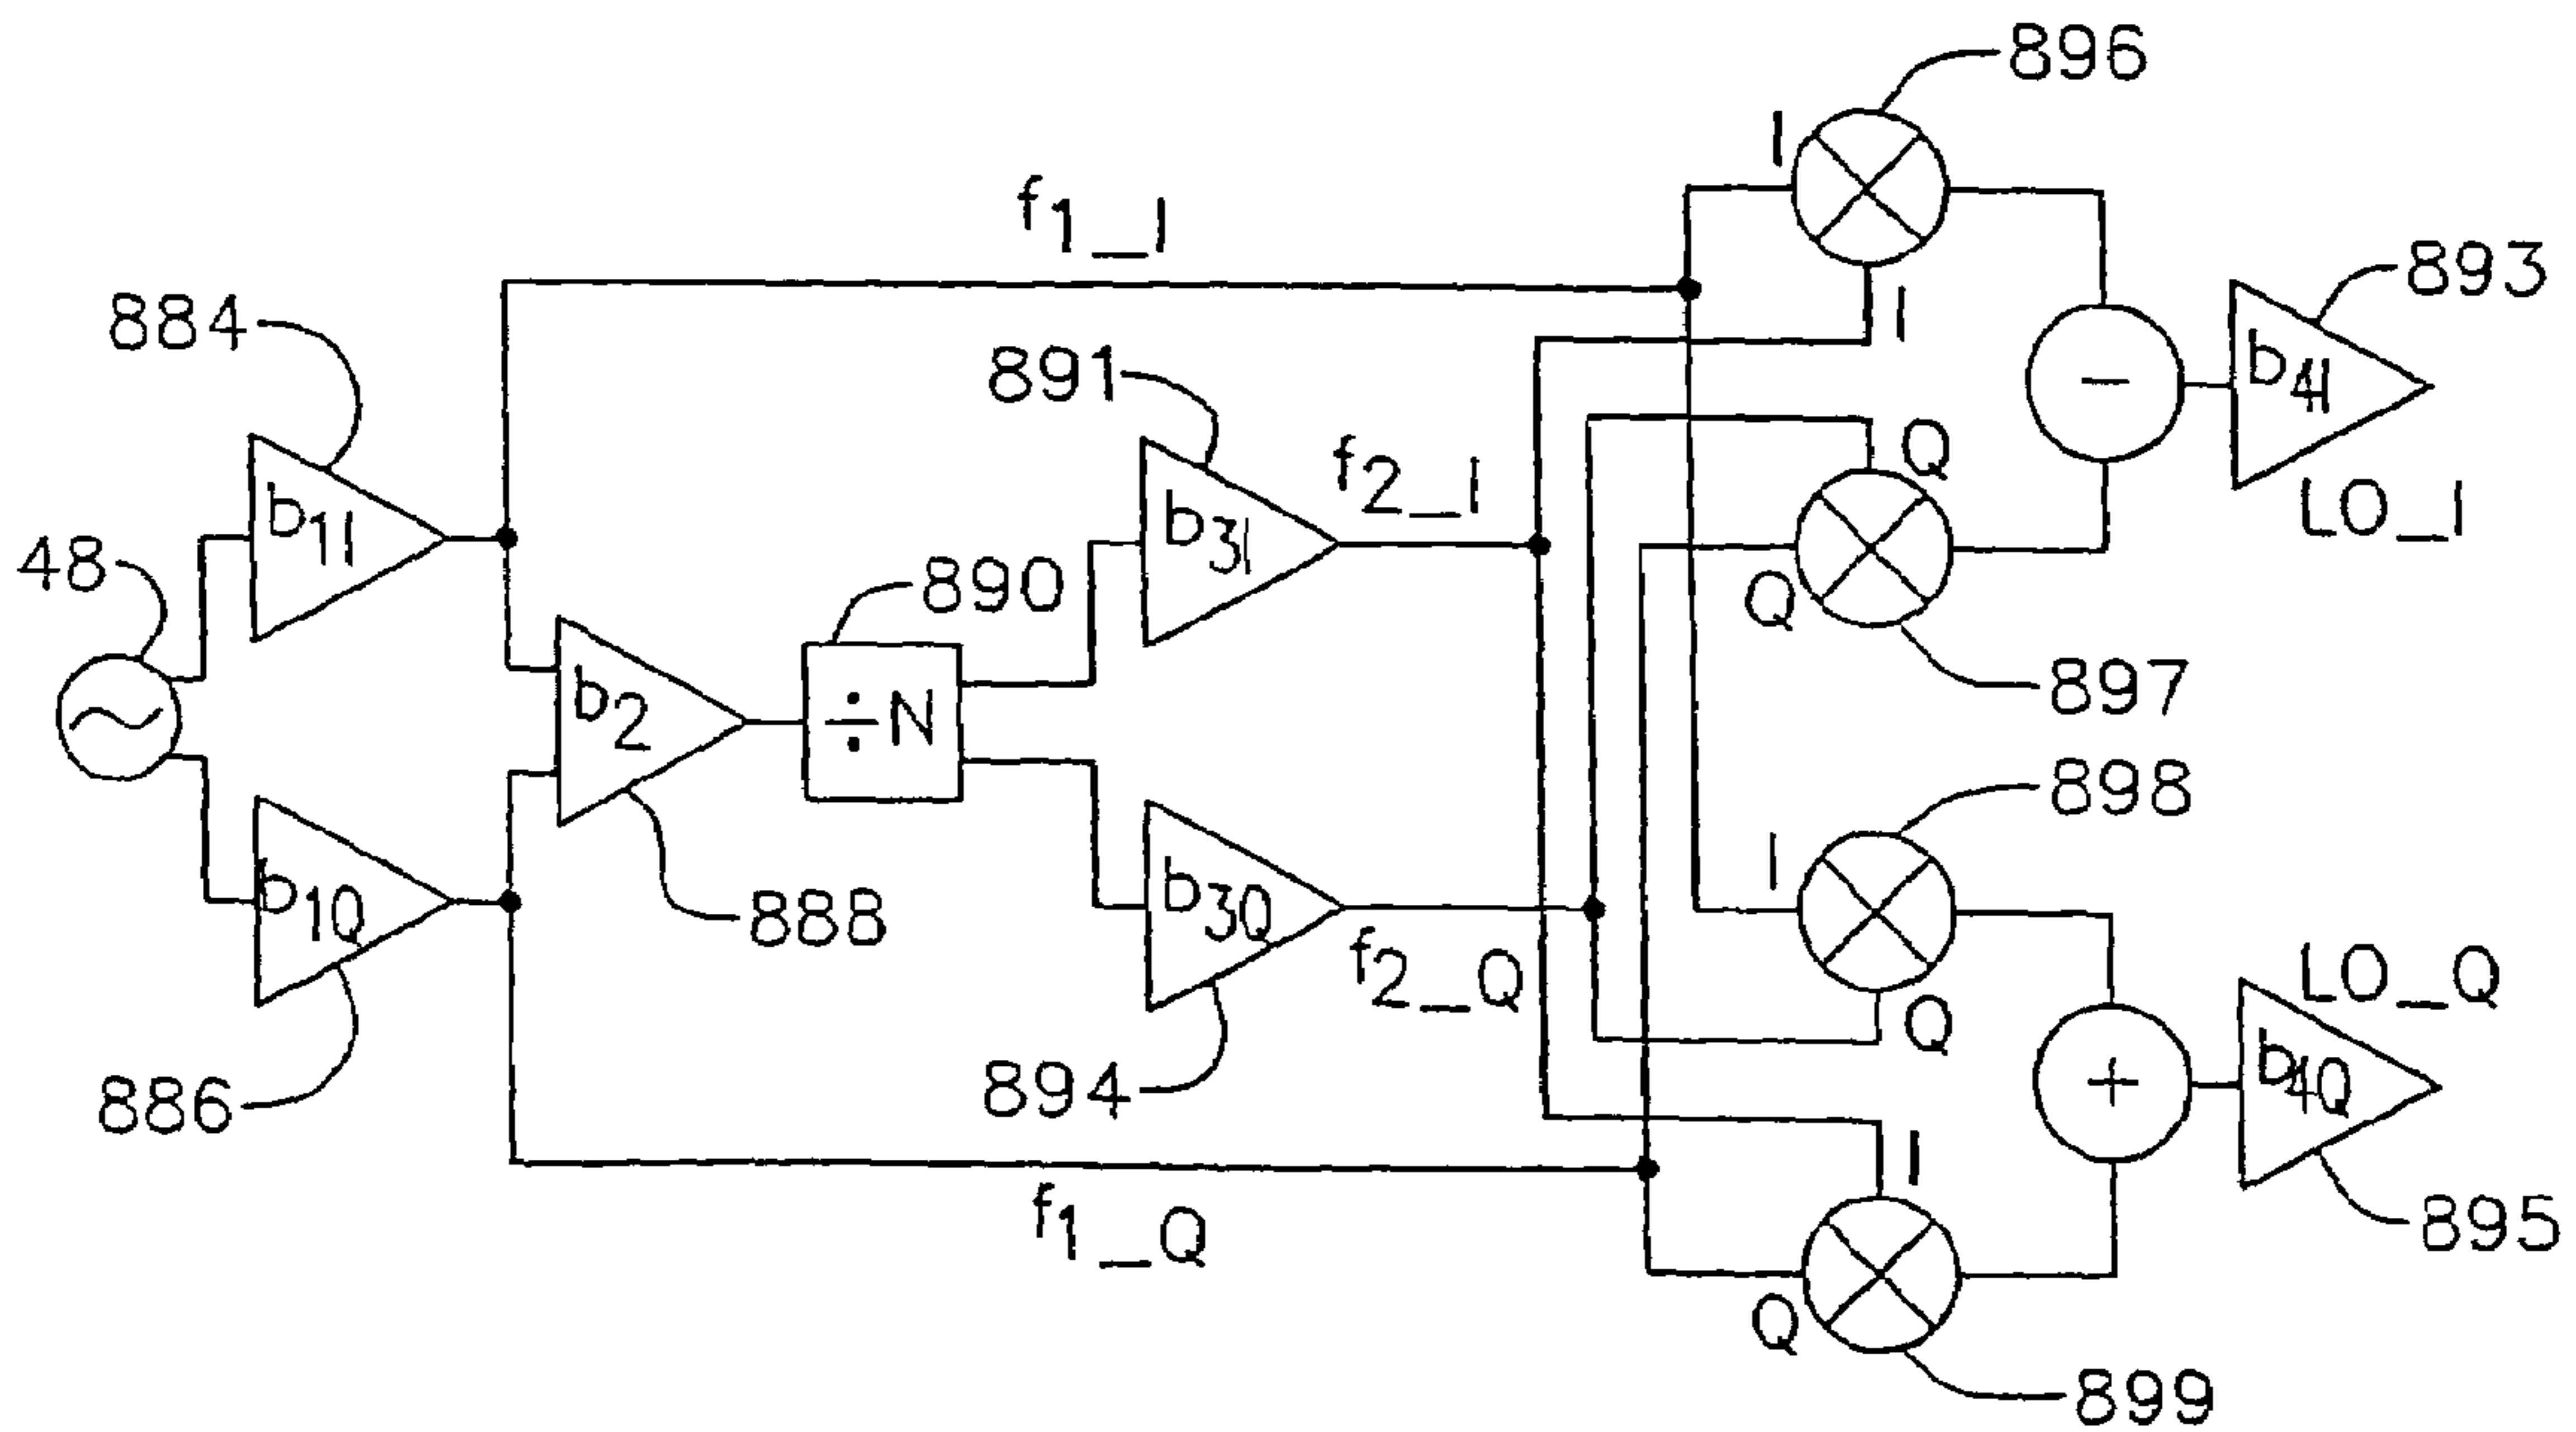 896
I
f1_I
893
884
I
891
b4I
Q
f2_I
LO_I
b1I
b3I
48
890
Q
897
b2
÷N
898
I
b1Q
b3Q
888
f2_Q
LO_Q
Q
b4Q
894
886
I
f1_Q
895
Q
899
−
+